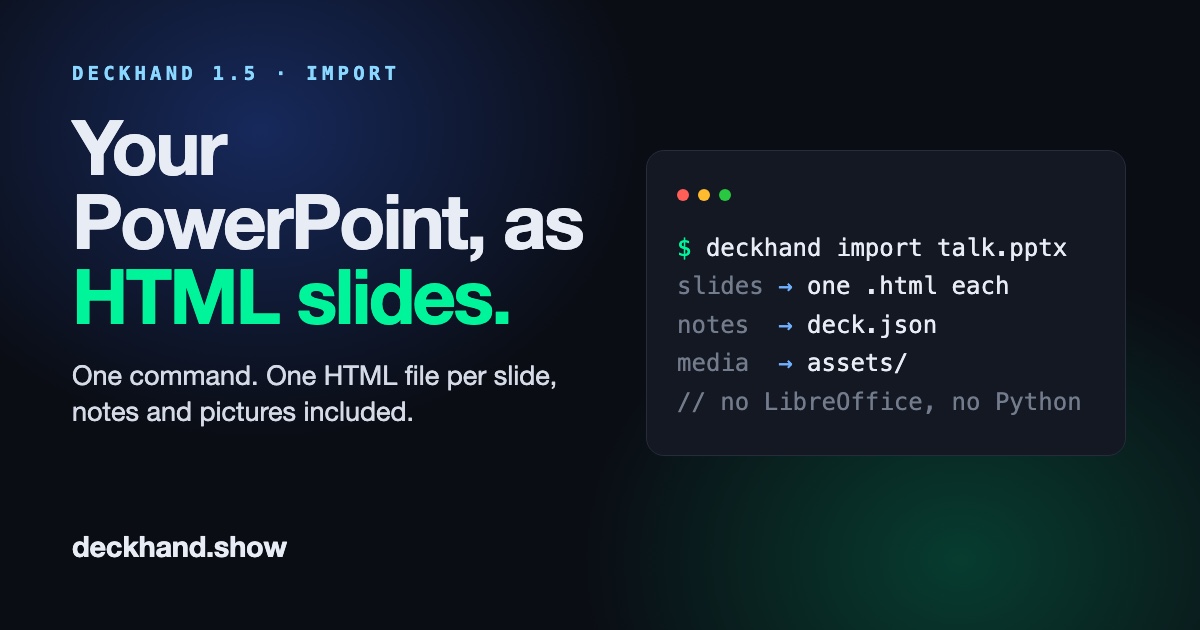 DECKHAND 1.5 · IMPORT
Your
PowerPoint, as
HTML slides.
One command. One HTML file per slide,
notes and pictures included.
deckhand.show
$ deckhand import talk.pptx
slides → one .html each
notes → deck.json
media → assets/
// no LibreOffice, no Python